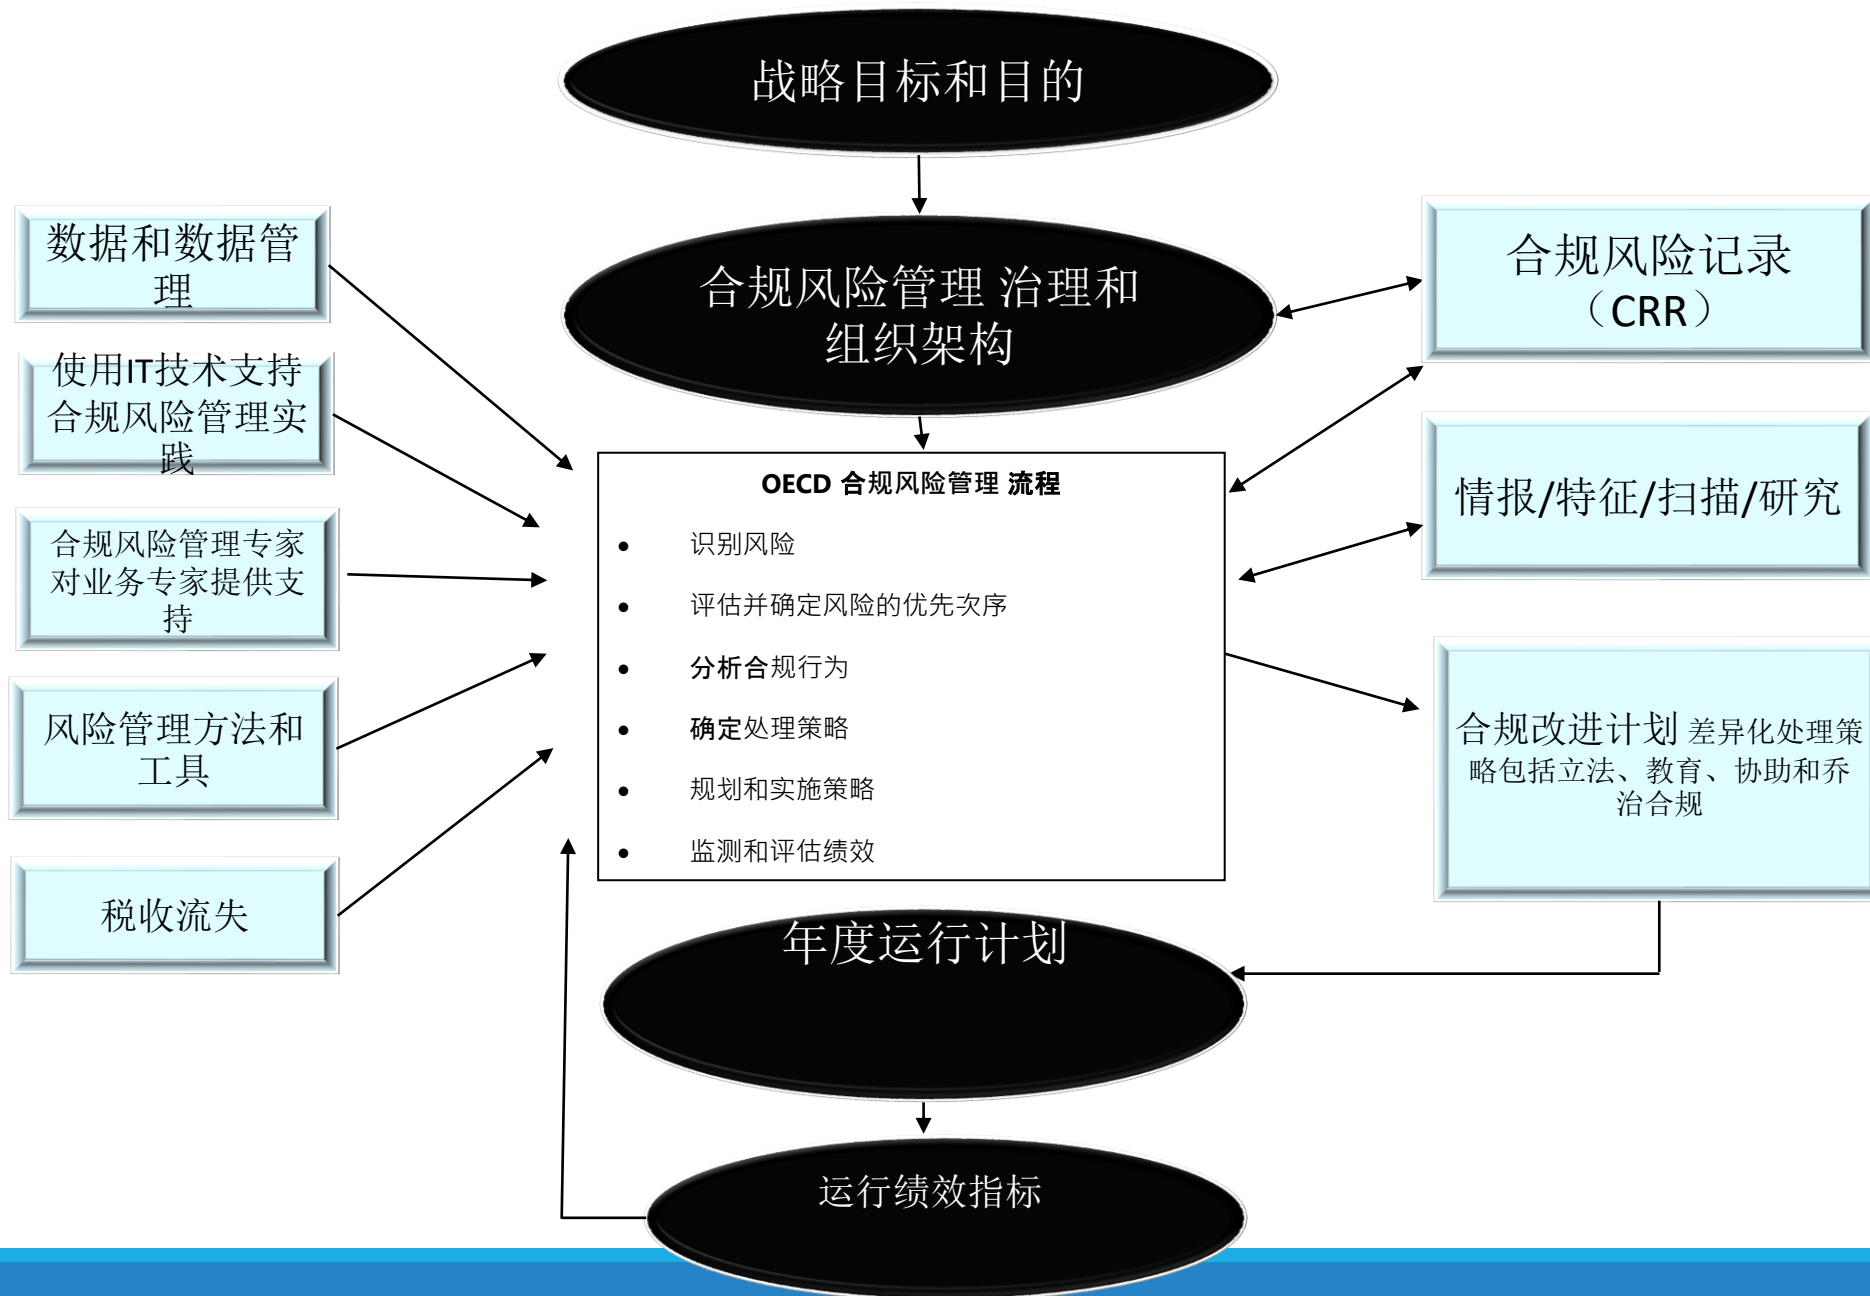 战略目标和目的
数据和数据管
理
使用IT技术支持
合规风险管理实
践
合规风险管理专家
对业务专家提供支
持
风险管理方法和
工具
税收流失
合规风险管理 治理和
组织架构
OECD 合规风险管理 流程
• 识别风险
• 评估并确定风险的优先次序
• 分析合规行为
• 确定处理策略
• 规划和实施策略
• 监测和评估绩效
合规风险记录
（CRR）
情报/特征/扫描/研究
合规改进计划 差异化处理策
略包括立法、教育、协助和乔
治合规
年度运行计划
运行绩效指标